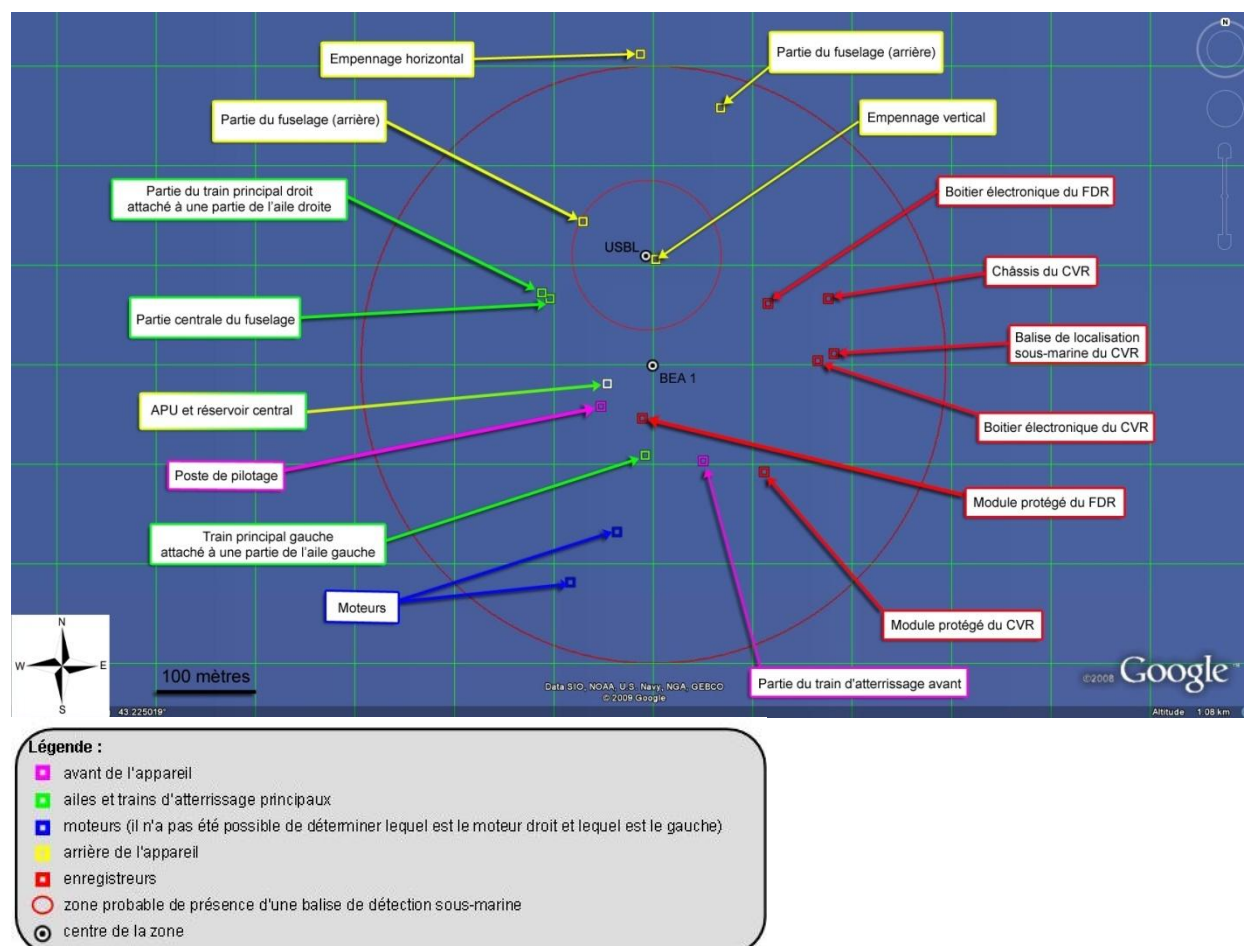 Empennage horizontal
Partie du fuselage (arrière)
Partie du fuselage (arrière)
Empennage vertical
Partie du train principal droit
attaché à une partie de l'aile droite
Boitier électronique du FDR
USBL
Châssis du CVR
Partie centrale du fuselage
Balise de localisation
sous-marine du CVR
BEA 1
APU et réservoir central
Boitier électronique du CVR
Poste de pilotage
Module protégé du FDR
Train principal gauche
attaché à une partie de l'aile gauche
Moteurs
Module protégé du CVR
N
W
E
S
100 mètres
Partie du train d'atterrissage avant
Data SIO, NOAA, U.S. Navy, NGA, GEBCO
© 2009 Google
©2008 Google
43.225019°
Altitude 1.08 km
N
Légende :
avant de l'appareil
ailes et trains d'atterrissage principaux
moteurs (il n'a pas été possible de déterminer lequel est le moteur droit et lequel est le gauche)
arrière de l'appareil
enregistreurs
zone probable de présence d'une balise de détection sous-marine
centre de la zone